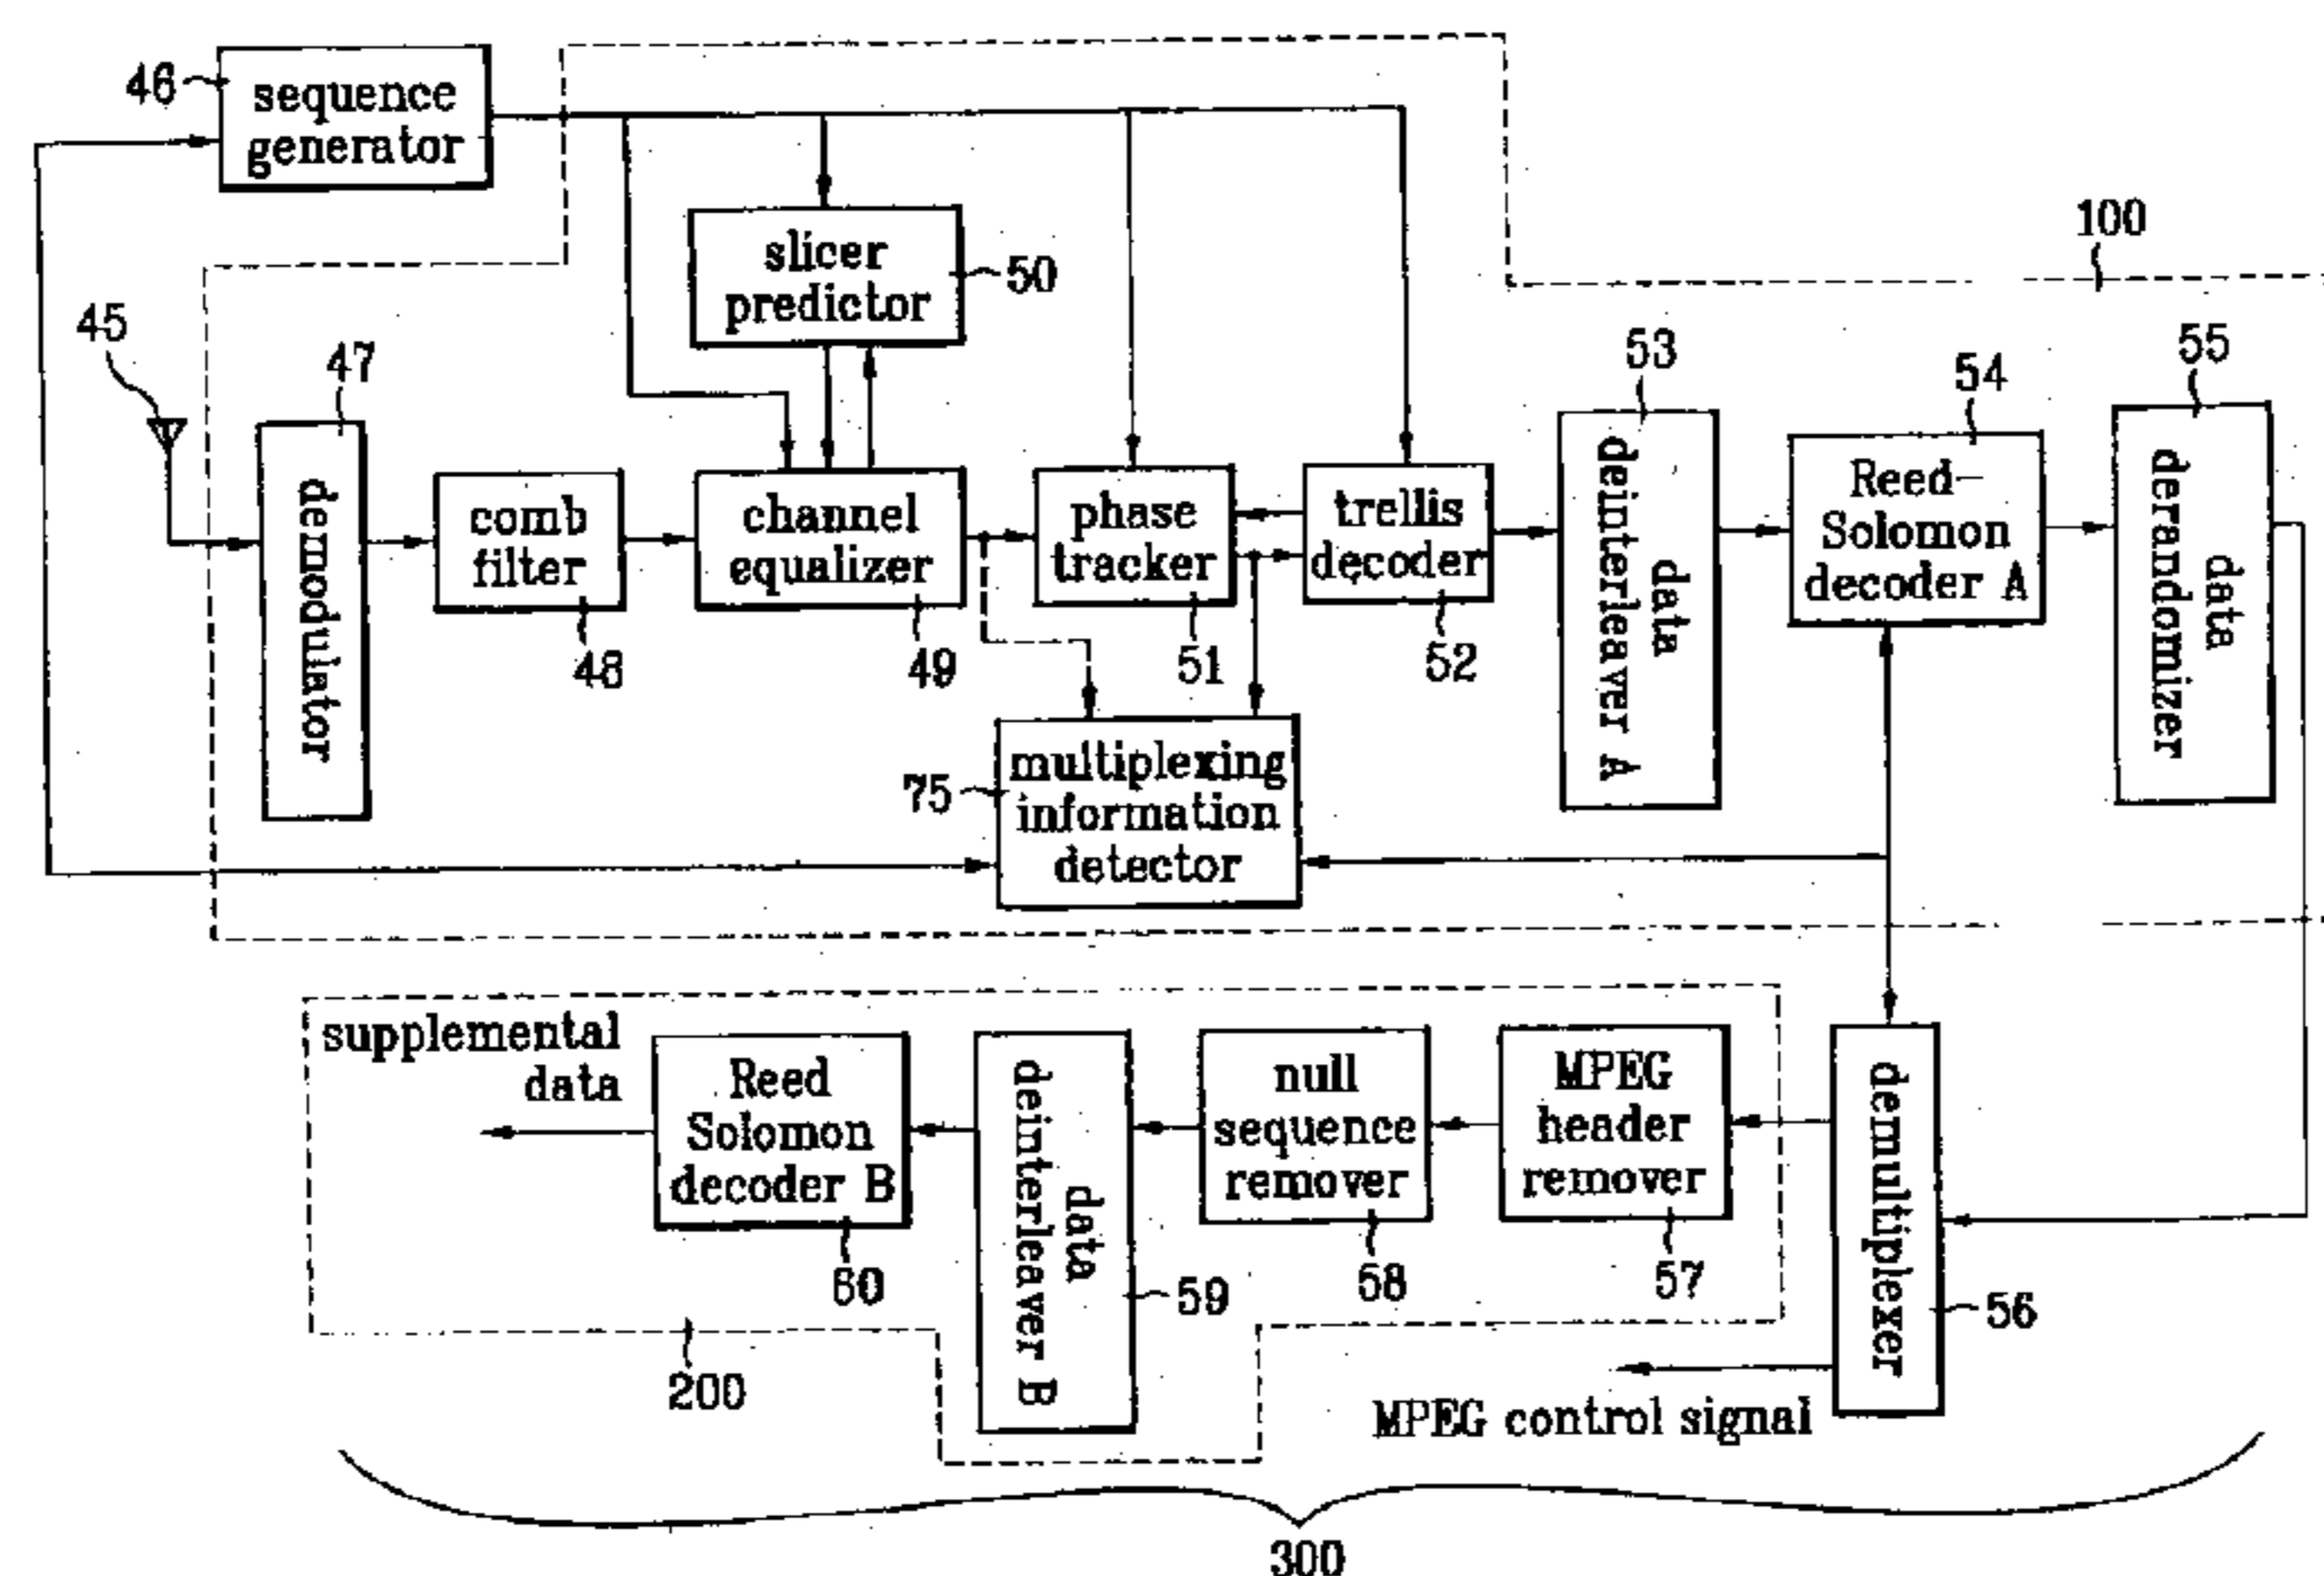 46
sequence
generator
100
slicer
predictor
50
45
47
53
54
55
demodulator
comb
filter
48
channel
equalizer
49
phase
tracker
51
trellis
decoder
52
data
deinterleaver A
Reed-
Solomon
decoder A
data
derandomizer
75
multiplexing
information
detector
supplemental
data
Reed
Solomon
decoder B
60
data
deinterleaver B
59
null
sequence
remover
58
MPEG
header
remover
57
demultiplexer
56
200
MPEG control signal
300